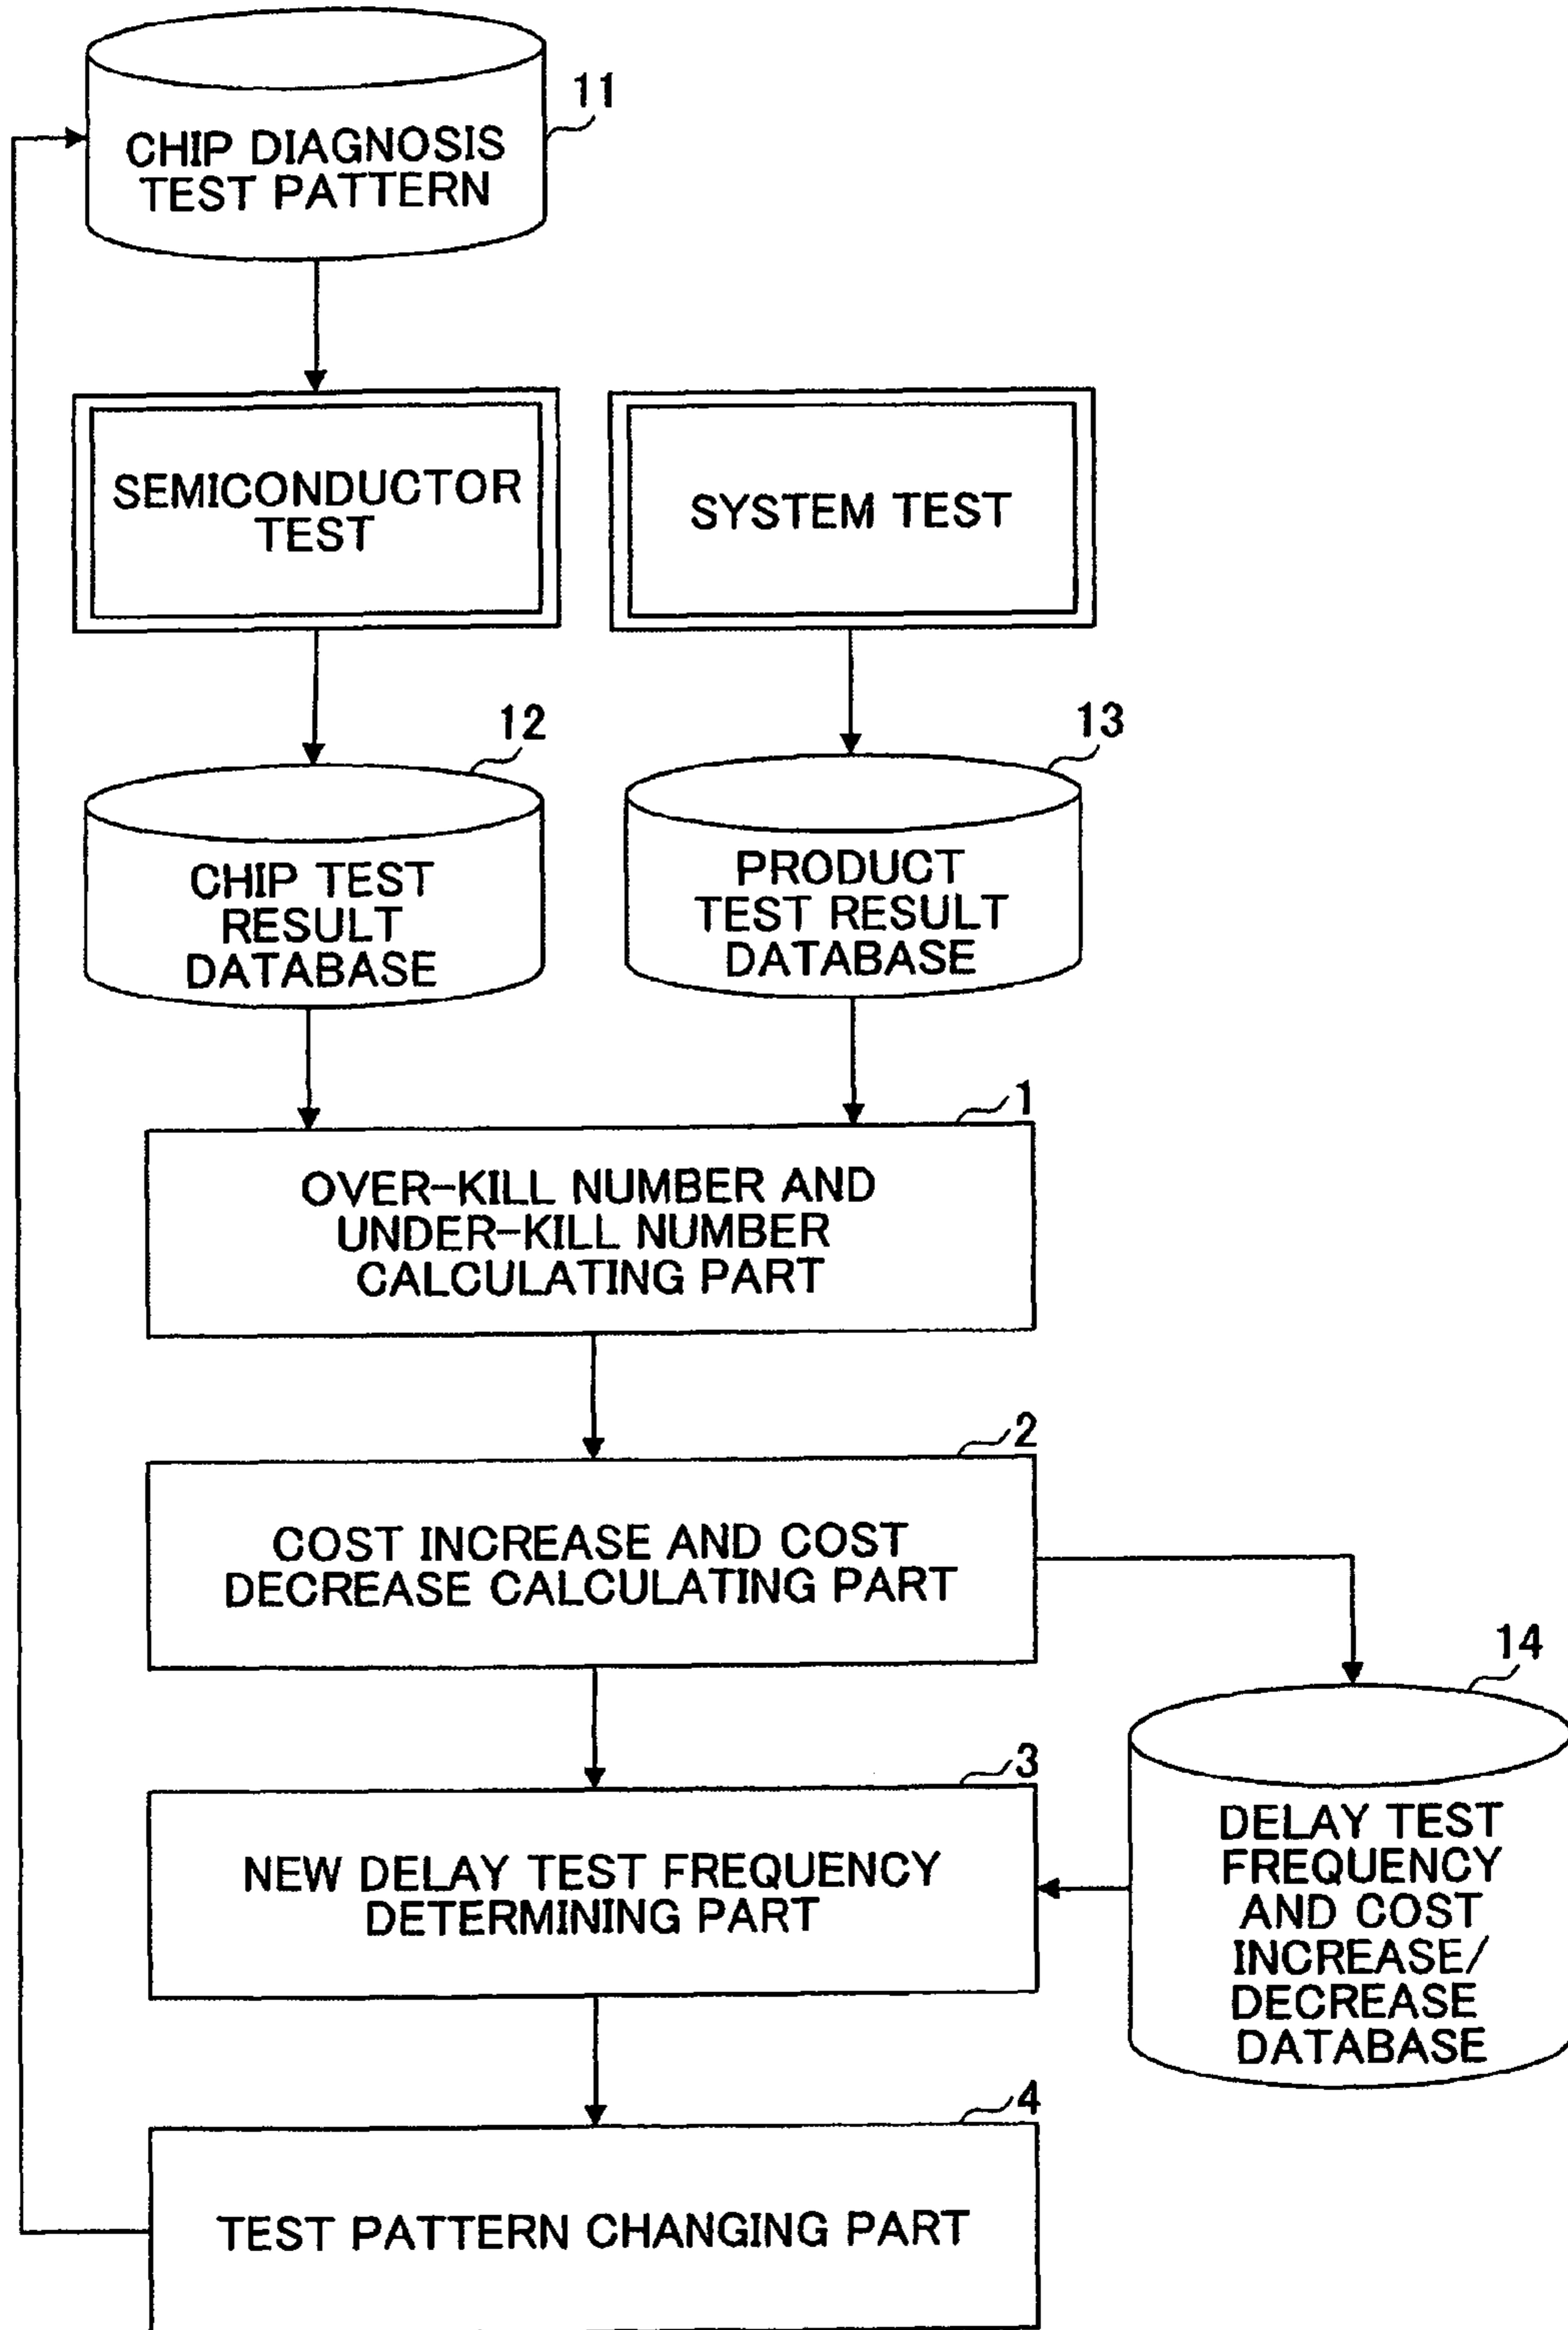 11
CHIP DIAGNOSIS
TEST PATTERN
SEMICONDUCTOR
TEST
SYSTEM TEST
12
CHIP TEST
RESULT
DATABASE
13
PRODUCT
TEST RESULT
DATABASE
1
OVER-KILL NUMBER AND
UNDER-KILL NUMBER
CALCULATING PART
2
COST INCREASE AND COST
DECREASE CALCULATING PART
14
DELAY TEST
FREQUENCY
AND COST
INCREASE/
DECREASE
DATABASE
3
NEW DELAY TEST FREQUENCY
DETERMINING PART
4
TEST PATTERN CHANGING PART